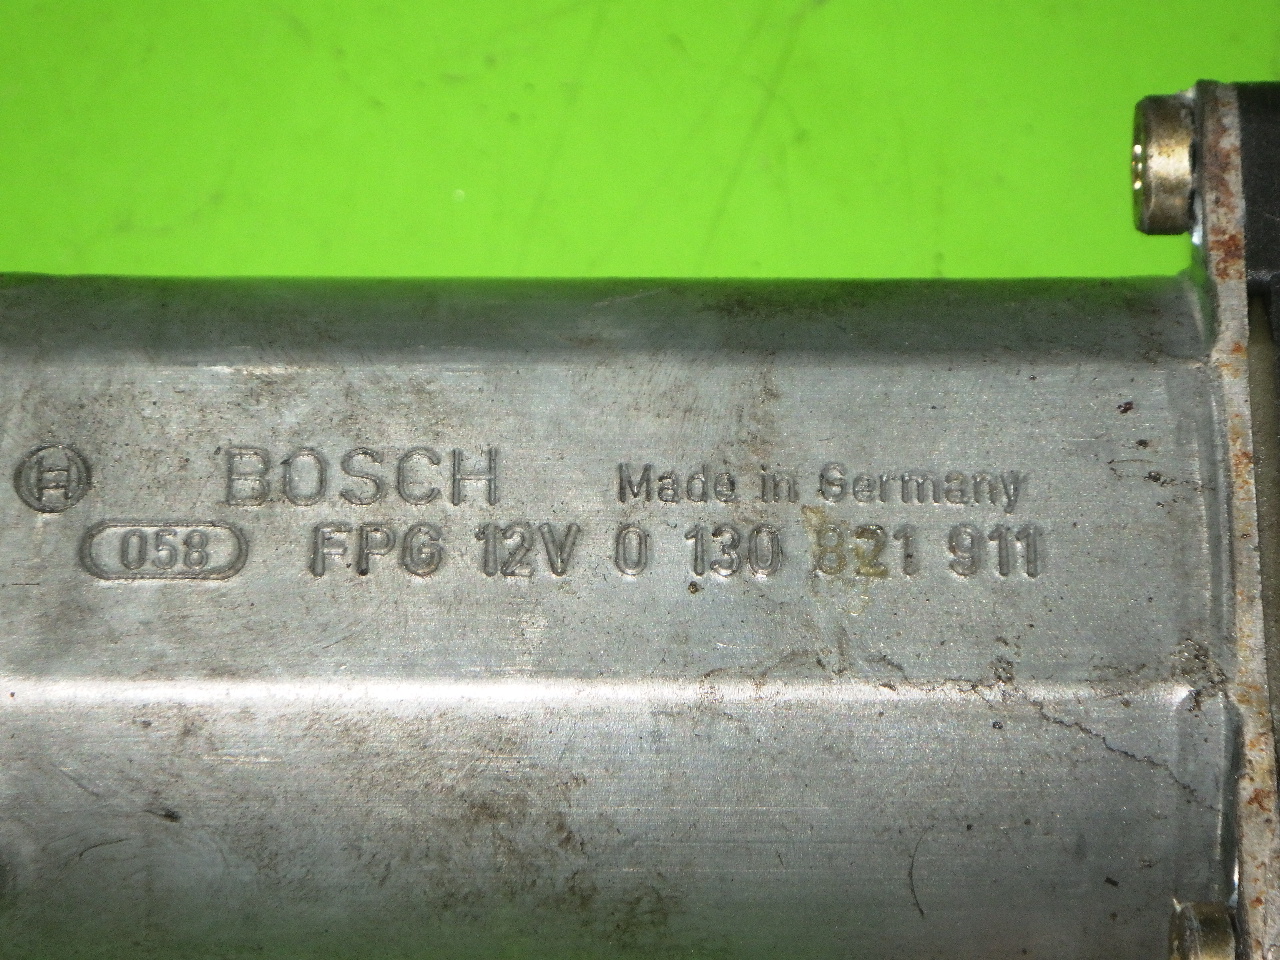 BOSCH Made in Germany
058 FPG 12V 0 130 821 911